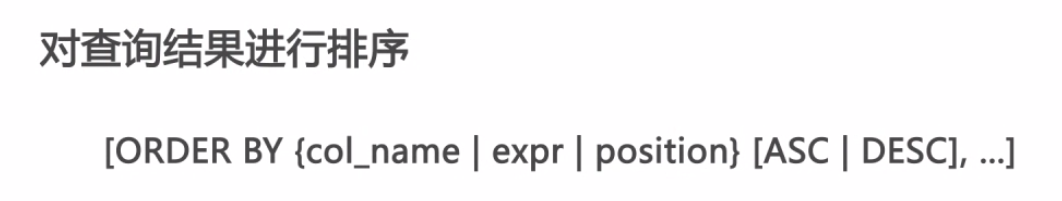 对查询结果进行排序
[ORDER BY {col_name | expr | position} [ASC | DESC], ...]